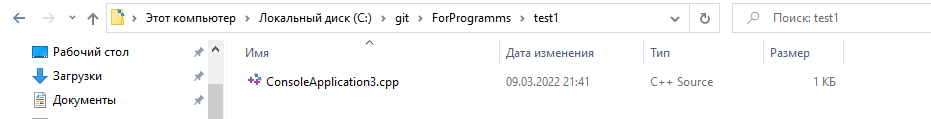 Этот компьютер > Локальный диск (C:) > git > ForProgramms > test1
Поиск: test1
Рабочий стол
Загрузки
Документы
Имя Дата изменения Тип Размер
ConsoleApplication3.cpp 09.03.2022 21:41 C++ Source 1 КБ